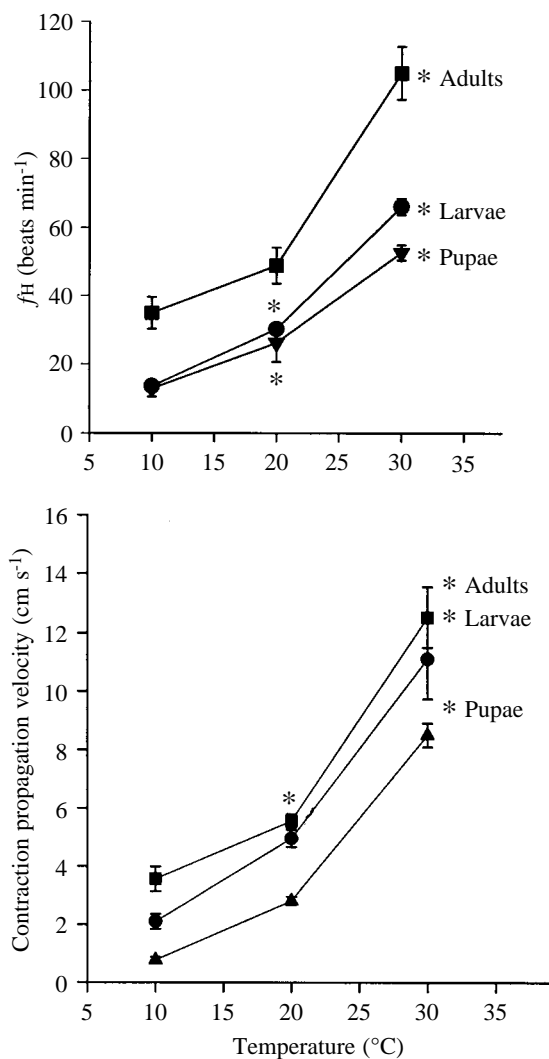 120
100
80
60
40
20
0
fH (beats min⁻¹)
* Adults
* Larvae
* Pupae
*
*
5 10 15 20 25 30 35
16
14
12
10
8
6
4
2
0
Contraction propagation velocity (cm s⁻¹)
* Adults
* Larvae
* Pupae
*
5 10 15 20 25 30 35
Temperature (°C)